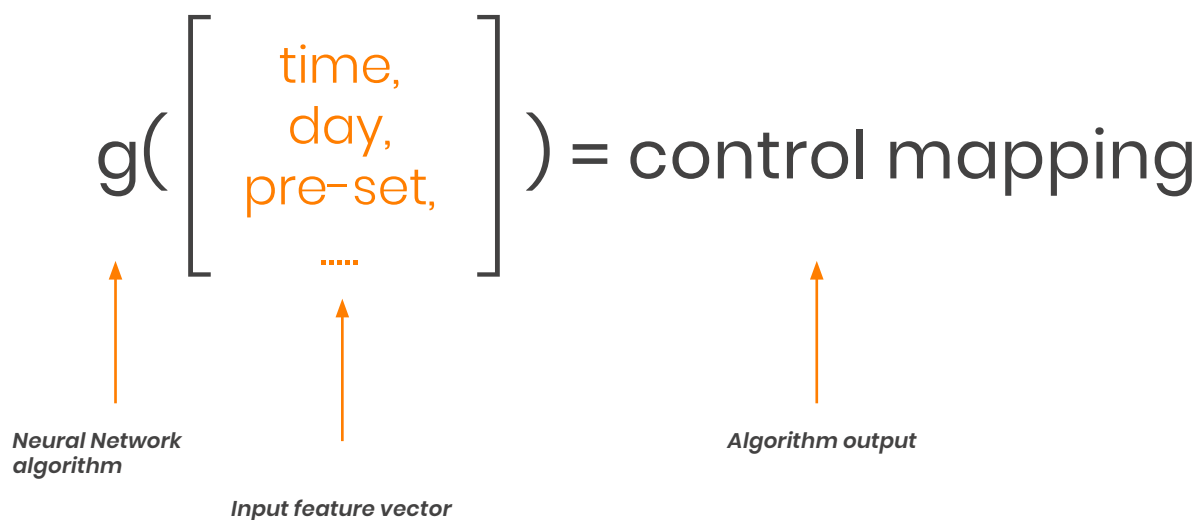 time,
day,
pre-set,
.....
g([ ]) = control mapping
Neural Network
algorithm
Input feature vector
Algorithm output